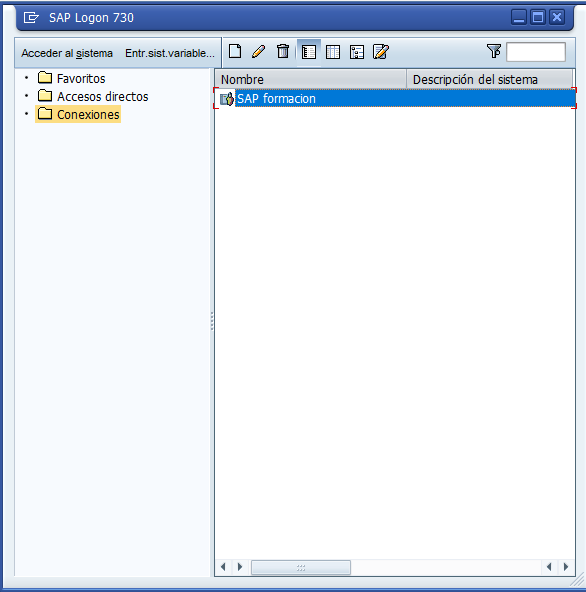 SAP Logon 730
Acceder al sistema Entr.sist.variable...
Favoritos
Accesos directos
Conexiones
Nombre Descripción del sistema
SAP formacion